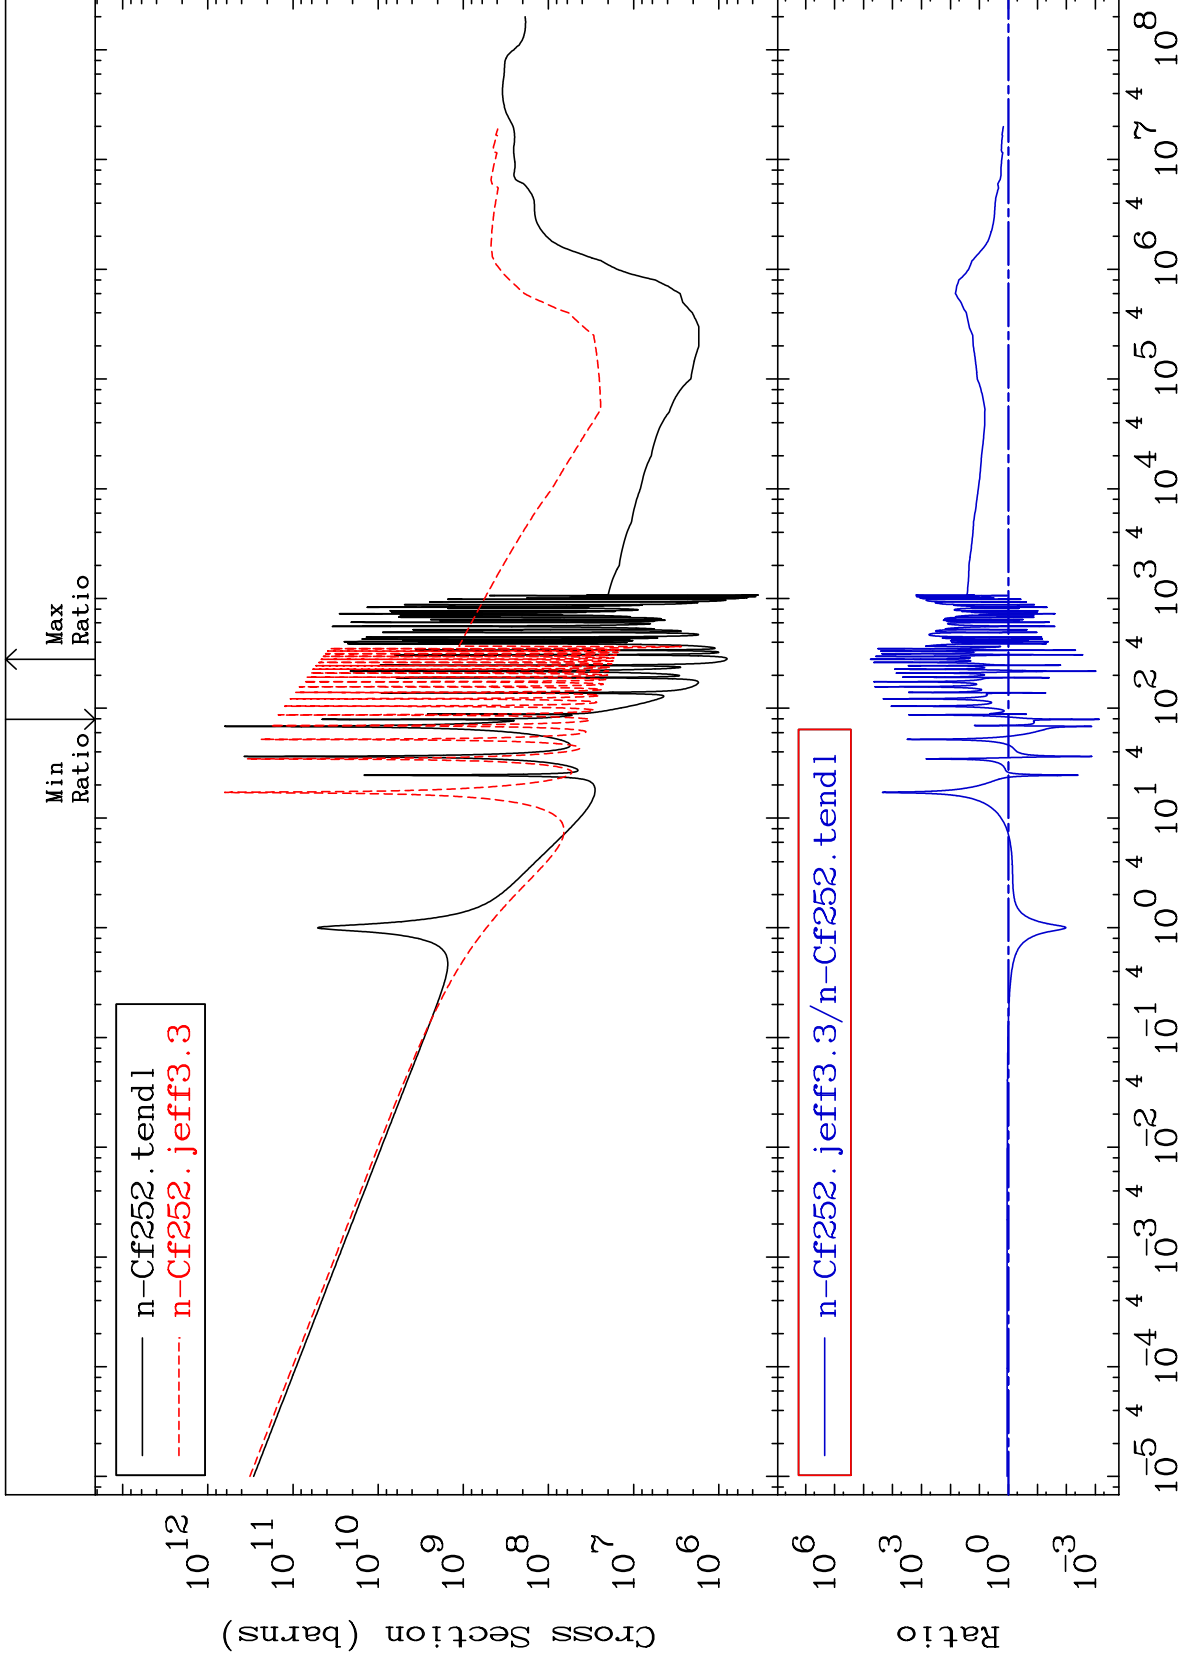 Min
Ratio
Max
Ratio
n-Cf252.tendl
n-Cf252.jeff3.3
10 12
10 11
10 10
10 9
10 8
10 7
10 6
Cross Section (barns)
n-Cf252.jeff3.3/n-Cf252.tendl
10 6
10 3
10 0
10 -3
Ratio
10 -5 4 10 -4 4 10 -3 4 10 -2 4 10 -1 4 10 0 4 10 1 4 10 2 4 10 3 4 10 4 4 10 5 4 10 6 4 10 7 4 10 8